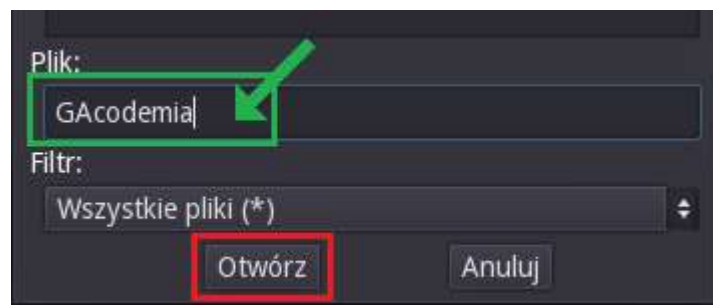 Plik:
GAcodemia
Filtr:
Wszystkie pliki (*)
Otwórz Anuluj